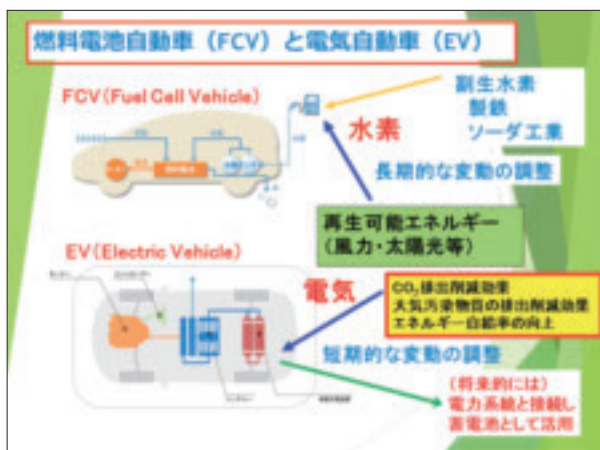 燃料電池自動車（FCV）と電気自動車（EV）
FCV（Fuel Cell Vehicle）
副生水素
製鉄
ソーダ工業
水素
長期的な変動の調整
再生可能エネルギー
（風力・太陽光等）
EV（Electric Vehicle）
電気
CO₂排出削減効果
大気汚染物質の排出削減効果
エネルギー自給率の向上
短期的な変動の調整
（将来的には）
電力系統と接続し
蓄電池として活用